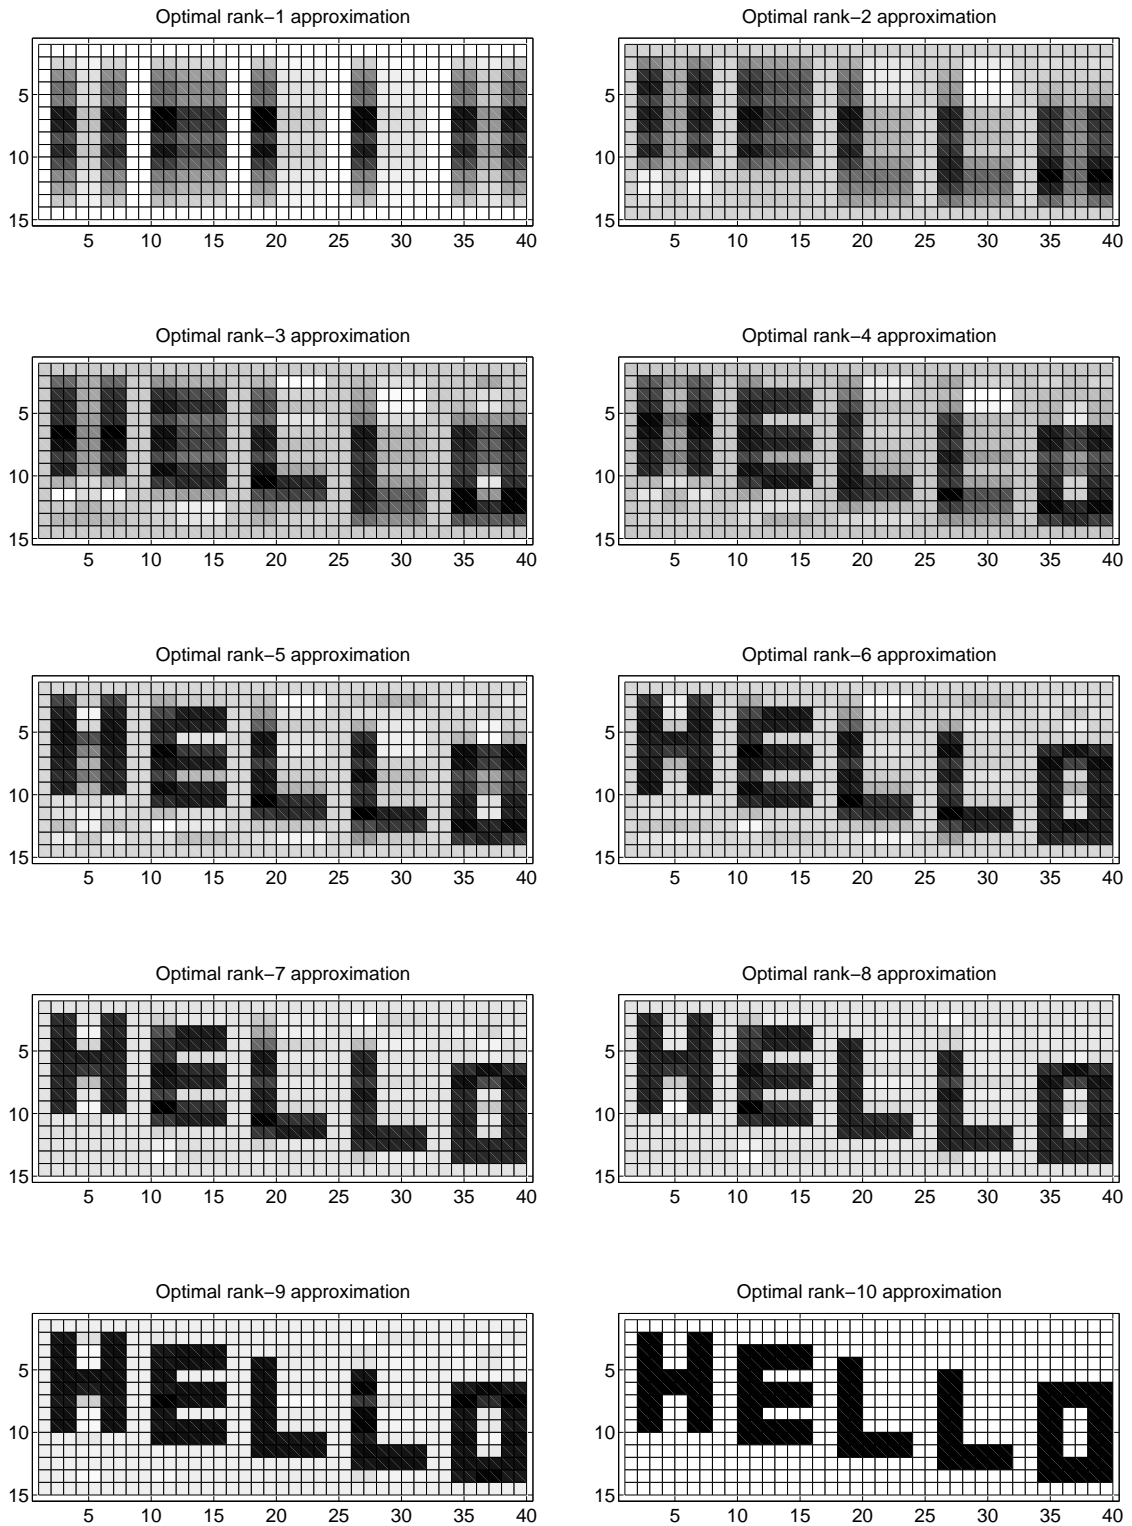 Optimal rank−1 approximation
Optimal rank−2 approximation
5
10
15
5 10 15 20 25 30 35 40
5
10
15
5 10 15 20 25 30 35 40
Optimal rank−3 approximation
Optimal rank−4 approximation
5
10
15
5 10 15 20 25 30 35 40
5
10
15
5 10 15 20 25 30 35 40
HELLO
Optimal rank−5 approximation
Optimal rank−6 approximation
5
10
15
5 10 15 20 25 30 35 40
HELLO
5
10
15
5 10 15 20 25 30 35 40
HELLO
Optimal rank−7 approximation
Optimal rank−8 approximation
5
10
15
5 10 15 20 25 30 35 40
HELLO
5
10
15
5 10 15 20 25 30 35 40
HELLO
Optimal rank−9 approximation
Optimal rank−10 approximation
5
10
15
5 10 15 20 25 30 35 40
HELLO
5
10
15
5 10 15 20 25 30 35 40
HELLO